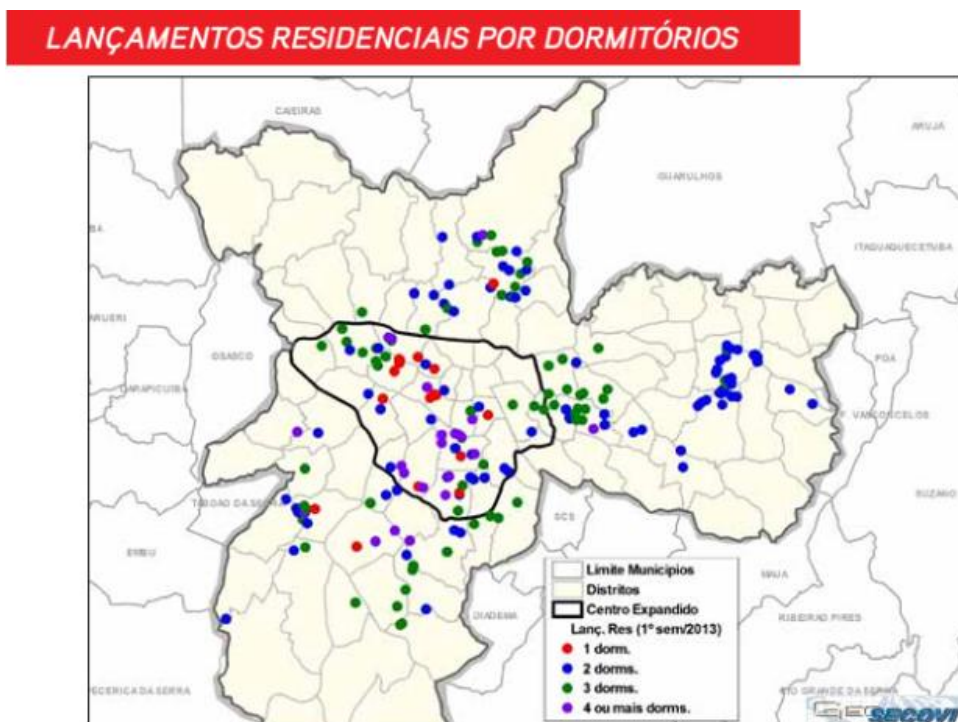 LANÇAMENTOS RESIDENCIAIS POR DORMITÓRIOS
CAIEIRAS
ARUJA
GUARULHOS
ITAQUAQUECETUBA
OSASCO
POA
CARAPICUIBA
F. VASCONCELOS
TABOAO DA SERRA
SUZANO
SCS
EMBU
MAUA
DIADEMA
RIBEIRAO PIRES
RIO GRANDE DA SERRA
Limite Municípios
Distritos
Centro Expandido
Lanç. Res (1º sem/2013)
1 dorm.
2 dorms.
3 dorms.
4 ou mais dorms.
SECOVI